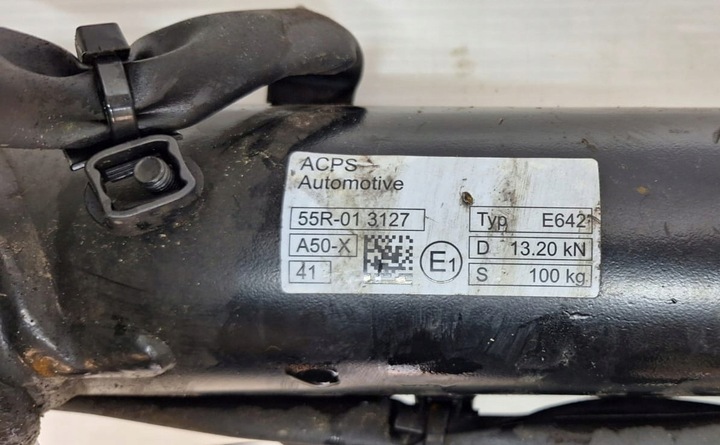 ACPS
Automotive
55R-01 3127
A50-X
41
E1
Typ E642
D 13.20 kN
S 100 kg